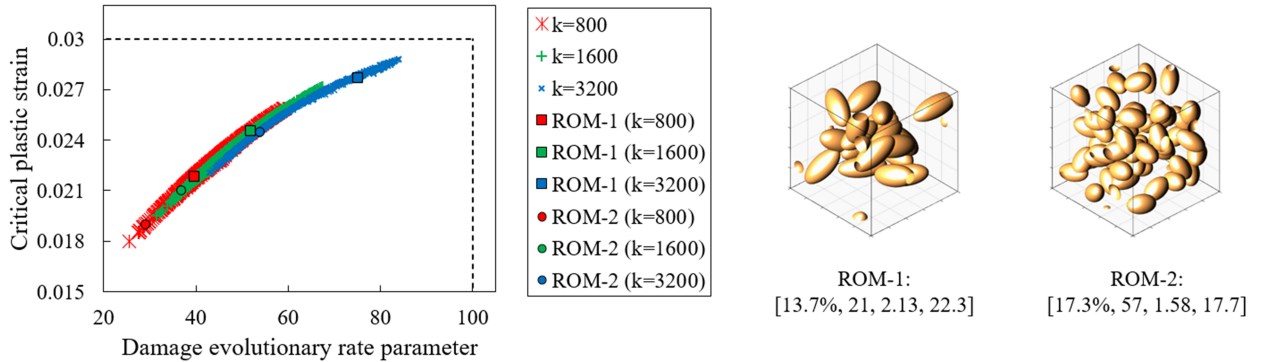 Critical plastic strain
0.03
0.027
0.024
0.021
0.018
0.015
20
40
60
80
100
Damage evolutionary rate parameter
k=800
k=1600
k=3200
ROM-1 (k=800)
ROM-1 (k=1600)
ROM-1 (k=3200)
ROM-2 (k=800)
ROM-2 (k=1600)
ROM-2 (k=3200)
ROM-1:
[13.7%, 21, 2.13, 22.3]
ROM-2:
[17.3%, 57, 1.58, 17.7]